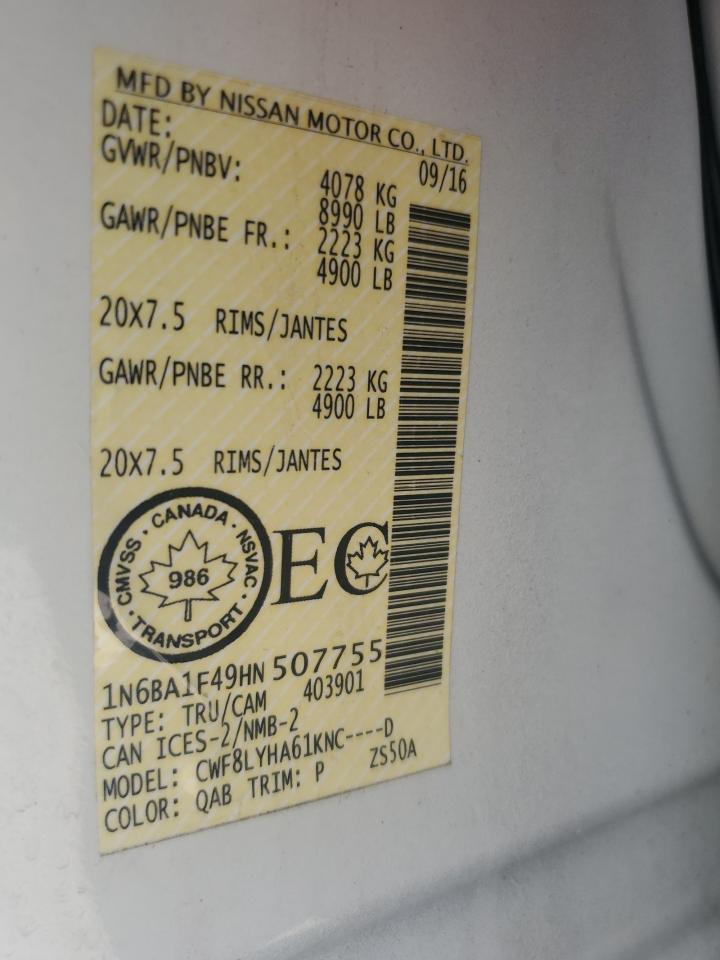 MFD BY NISSAN MOTOR CO., LTD.
DATE: 09/16
GVWR/PNBV: 4078 KG
8990 LB
GAWR/PNBE FR.: 2223 KG
4900 LB
20X7.5 RIMS/JANTES
GAWR/PNBE RR.: 2223 KG
4900 LB
20X7.5 RIMS/JANTES
CMVSS · CANADA · NSVAC · TRANSPORT ·
986
EC
1N6BA1F49HN507755
TYPE: TRU/CAM 403901
CAN ICES-2/NMB-2
MODEL: CWF8LYHA61KNC----D
COLOR: QAB TRIM: P ZS50A